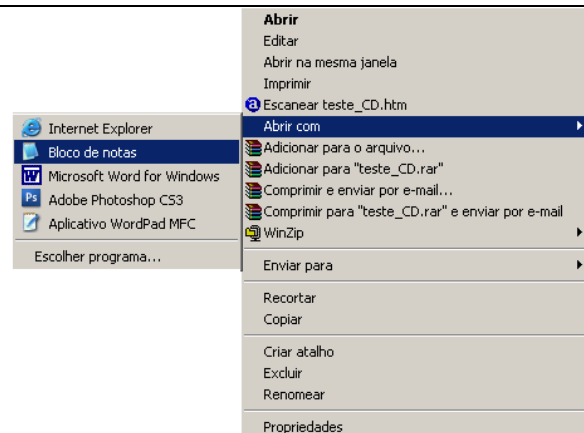 Abrir
Editar
Abrir na mesma janela
Imprimir
Escanear teste_CD.htm
Abrir com
Adicionar para o arquivo...
Adicionar para "teste_CD.rar"
Comprimir e enviar por e-mail...
Comprimir para "teste_CD.rar" e enviar por e-mail
WinZip
Enviar para
Recortar
Copiar
Criar atalho
Excluir
Renomear
Propriedades
Internet Explorer
Bloco de notas
Microsoft Word for Windows
Adobe Photoshop CS3
Aplicativo WordPad MFC
Escolher programa...